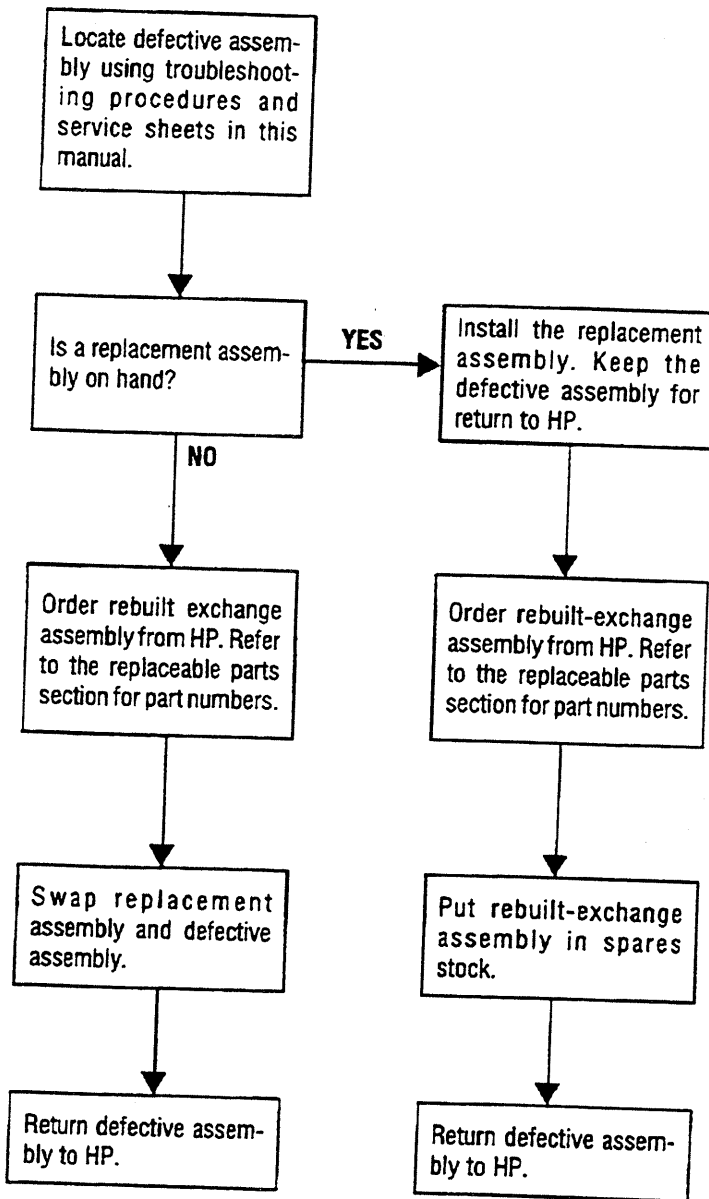 Locate defective assem-
bly using troubleshoot-
ing procedures and
service sheets in this
manual.
Is a replacement assem-
bly on hand?
YES
Install the replacement
assembly. Keep the
defective assembly for
return to HP.
NO
Order rebuilt exchange
assembly from HP. Refer
to the replaceable parts
section for part numbers.
Order rebuilt-exchange
assembly from HP. Refer
to the replaceable parts
section for part numbers.
Swap replacement
assembly and defective
assembly.
Put rebuilt-exchange
assembly in spares
stock.
Return defective assem-
bly to HP.
Return defective assem-
bly to HP.